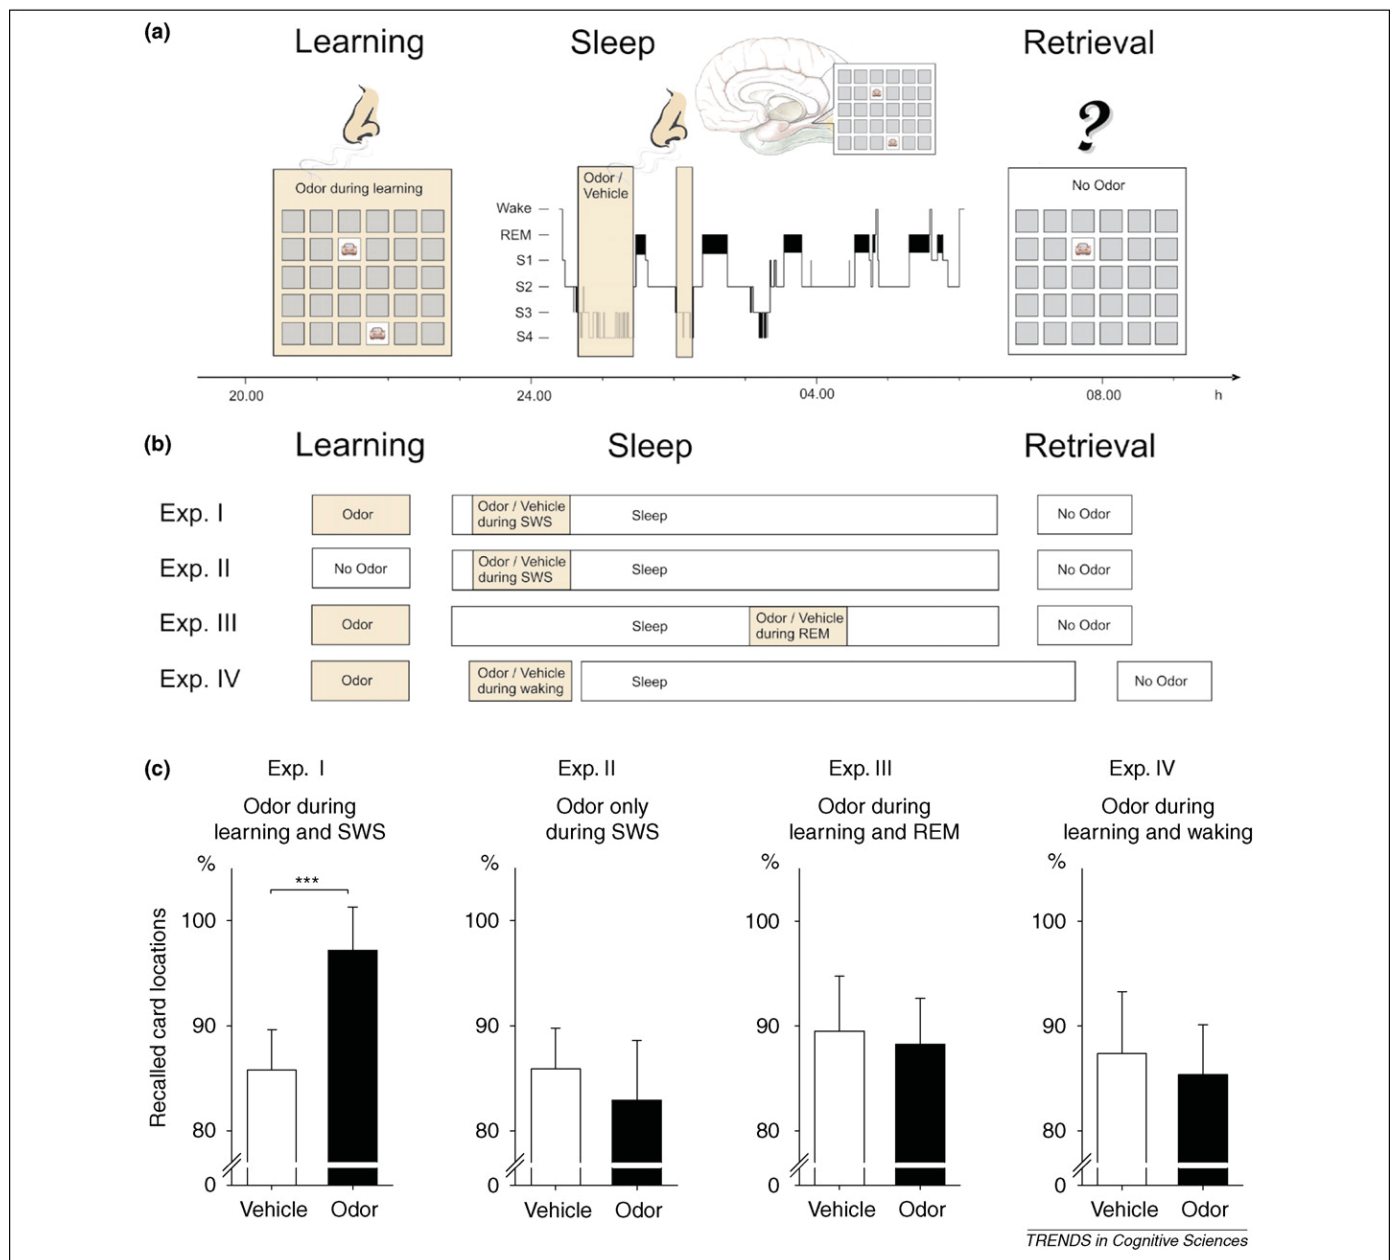 (a)
Learning
Sleep
Retrieval
?
Odor during learning
Odor /
Vehicle
No Odor
Wake
REM
S1
S2
S3
S4
20.00
24.00
04.00
08.00
h
(b)
Learning
Sleep
Retrieval
Exp. I
Odor
Odor / Vehicle
during SWS
Sleep
No Odor
Exp. II
No Odor
Odor / Vehicle
during SWS
Sleep
No Odor
Exp. III
Odor
Sleep
Odor / Vehicle
during REM
No Odor
Exp. IV
Odor
Odor / Vehicle
during waking
Sleep
No Odor
(c)
Exp. I
Odor during
learning and SWS
%
Recalled card locations
100
90
80
0
***
Vehicle
Odor
Exp. II
Odor only
during SWS
%
100
90
80
0
Vehicle
Odor
Exp. III
Odor during
learning and REM
%
100
90
80
0
Vehicle
Odor
Exp. IV
Odor during
learning and waking
%
100
90
80
0
Vehicle
Odor
TRENDS in Cognitive Sciences